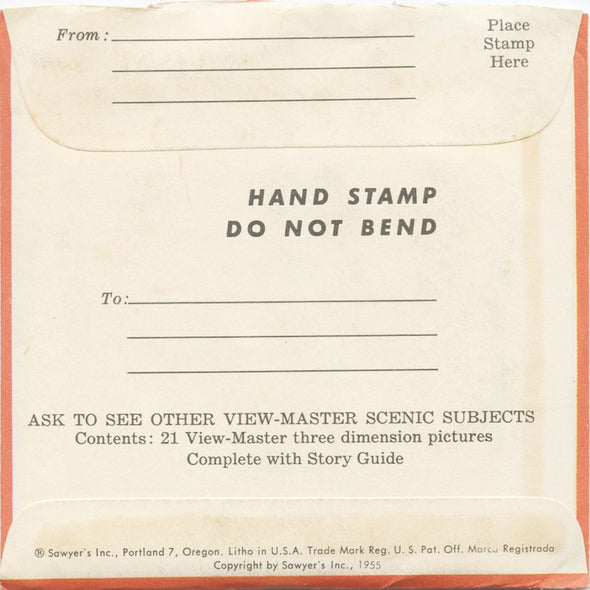 From:
Place
Stamp
Here
HAND STAMP
DO NOT BEND
To:
ASK TO SEE OTHER VIEW-MASTER SCENIC SUBJECTS
Contents: 21 View-Master three dimension pictures
Complete with Story Guide
® Sawyer's Inc., Portland 7, Oregon. Litho in U.S.A. Trade Mark Reg. U. S. Pat. Off. Marca Registrada
Copyright by Sawyer's Inc., 1955